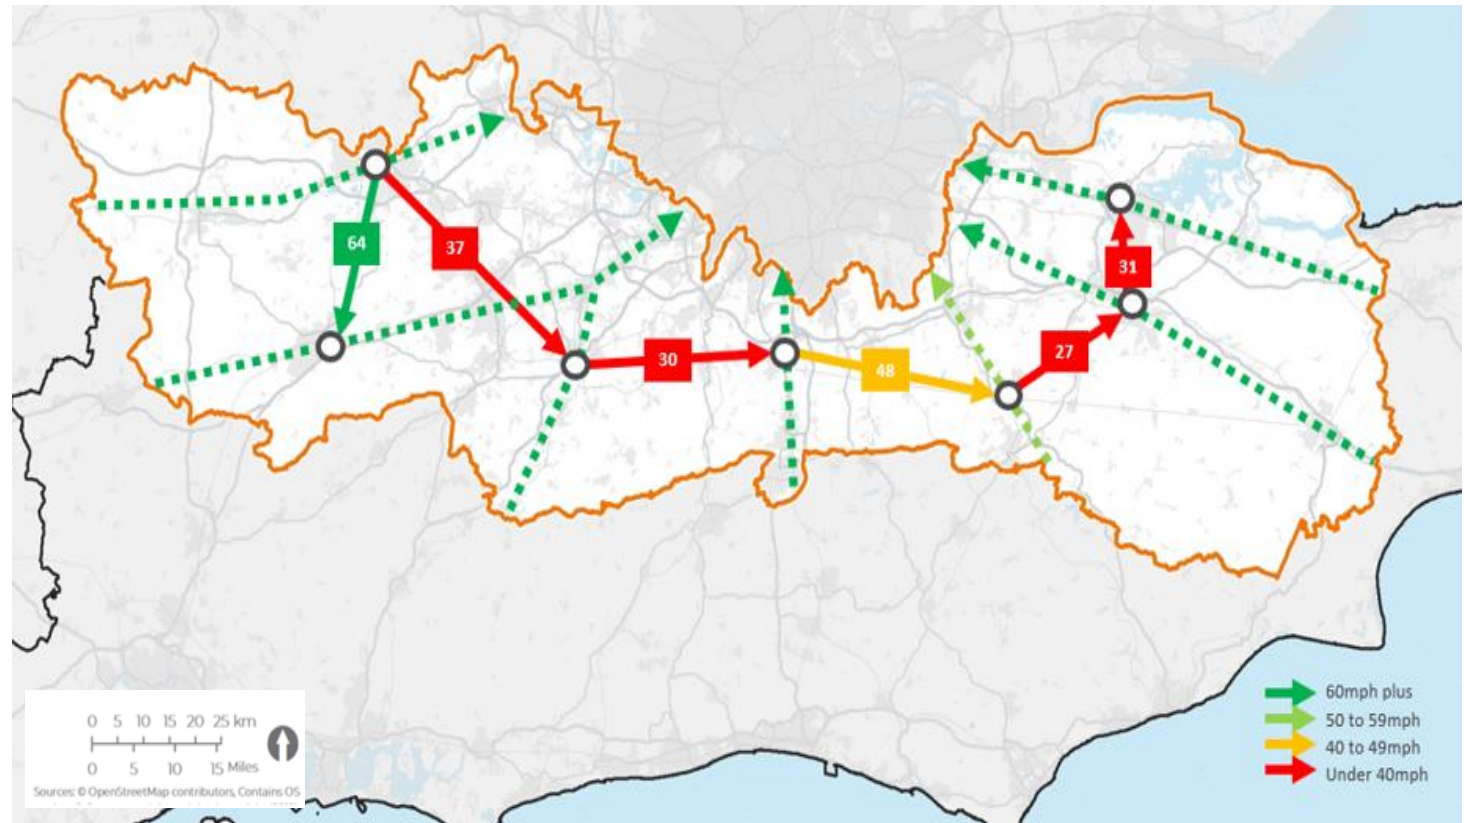 64
37
31
30
27
48
60mph plus
50 to 59mph
40 to 49mph
Under 40mph
0 5 10 15 20 25 km
0 5 10 15 Miles
Sources: © OpenStreetMap contributors, Contains OS